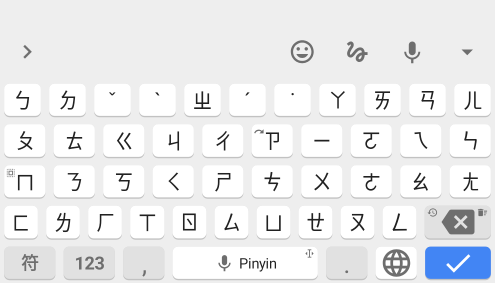 ㄅ ㄉ ˇ ˋ ㄓ ˊ ˙ ㄚ ㄞ ㄢ ㄦ
ㄆ ㄊ ㄍ ㄐ ㄔ ㄗ ㄧ ㄛ ㄟ ㄣ
ㄇ ㄋ ㄎ ㄑ ㄕ ㄘ ㄨ ㄜ ㄠ ㄤ
ㄈ ㄌ ㄏ ㄒ ㄖ ㄙ ㄩ ㄝ ㄡ ㄥ
符 123 , Pinyin .